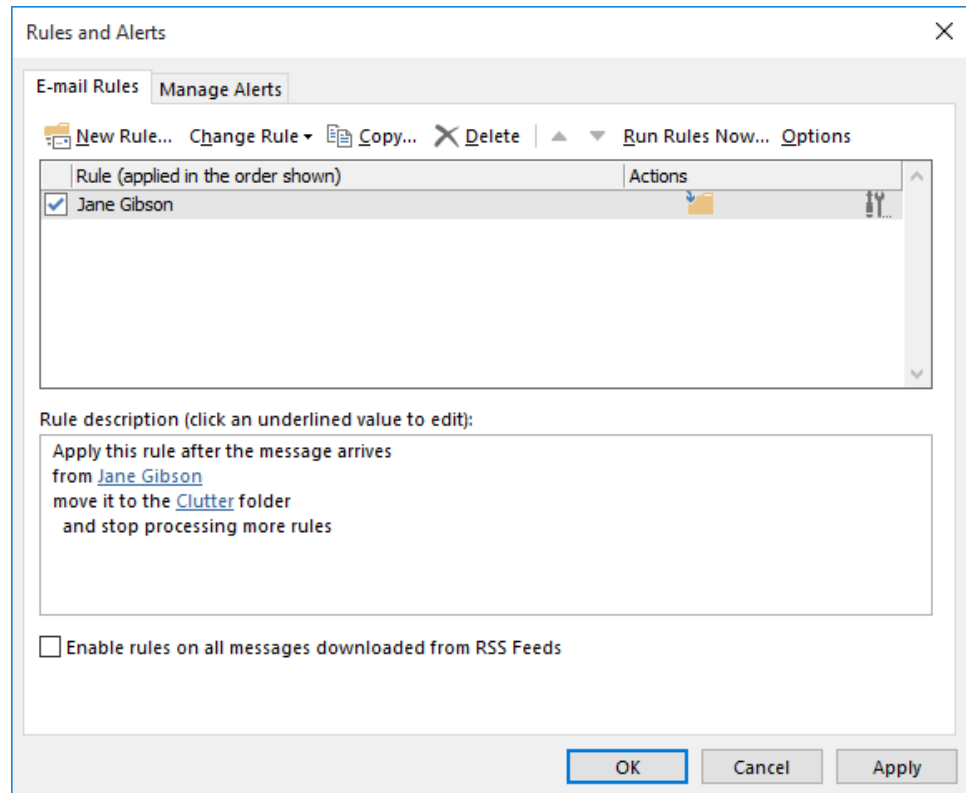 Rules and Alerts
E-mail Rules
Manage Alerts
New Rule... Change Rule Copy... Delete Run Rules Now... Options
Rule (applied in the order shown) Actions
Jane Gibson
Rule description (click an underlined value to edit):
Apply this rule after the message arrives
from Jane Gibson
move it to the Clutter folder
and stop processing more rules
Enable rules on all messages downloaded from RSS Feeds
OK Cancel Apply